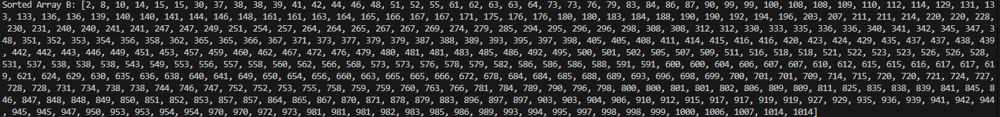 Sorted Array B: [2, 8, 10, 14, 15, 15, 30, 37, 38, 38, 39, 41, 42, 44, 46, 48, 51, 52, 55, 61, 62, 63, 63, 64, 73, 73, 76, 79, 83, 84, 86, 87, 90, 99, 99, 100, 108, 108, 109, 110, 112, 114, 129, 131, 13
3, 133, 136, 136, 139, 140, 140, 141, 144, 144, 146, 148, 161, 161, 163, 164, 165, 166, 167, 167, 171, 175, 176, 176, 180, 180, 183, 184, 188, 190, 190, 192, 194, 196, 203, 207, 211, 211, 214, 220, 220, 228,
 230, 231, 240, 240, 241, 241, 247, 247, 249, 251, 254, 257, 264, 264, 265, 267, 267, 269, 274, 279, 285, 294, 295, 296, 296, 298, 308, 308, 312, 312, 330, 333, 335, 336, 336, 340, 341, 342, 345, 347, 3
48, 351, 352, 353, 354, 356, 358, 362, 365, 365, 366, 367, 371, 373, 377, 379, 379, 387, 388, 389, 393, 395, 397, 398, 405, 405, 408, 411, 414, 415, 416, 416, 420, 423, 424, 429, 435, 437, 437, 438, 439
, 442, 442, 443, 446, 449, 451, 453, 457, 459, 460, 462, 467, 472, 476, 479, 480, 481, 481, 483, 485, 486, 492, 495, 500, 501, 502, 505, 507, 509, 511, 516, 518, 518, 521, 522, 523, 523, 526, 526, 528,
 531, 537, 538, 538, 538, 543, 549, 553, 556, 557, 558, 560, 562, 566, 568, 573, 573, 576, 578, 579, 582, 586, 586, 586, 588, 591, 591, 600, 600, 604, 606, 607, 607, 610, 612, 615, 615, 616, 617, 617, 61
9, 621, 624, 629, 630, 635, 636, 638, 640, 641, 649, 650, 654, 656, 660, 663, 665, 665, 666, 672, 678, 684, 684, 685, 688, 689, 693, 696, 698, 699, 700, 701, 701, 709, 714, 715, 720, 720, 721, 724, 727,
 728, 728, 731, 734, 738, 738, 744, 746, 747, 752, 752, 753, 755, 758, 759, 759, 760, 763, 766, 781, 784, 789, 790, 796, 798, 800, 800, 801, 801, 802, 806, 809, 809, 811, 825, 835, 838, 839, 841, 845, 8
46, 847, 848, 848, 849, 850, 851, 852, 853, 857, 857, 865, 867, 870, 871, 878, 879, 883, 896, 897, 897, 903, 903, 904, 906, 910, 912, 915, 917, 917, 919, 919, 927, 929, 935, 936, 939, 941, 942, 944
, 945, 945, 947, 950, 953, 953, 954, 954, 970, 970, 972, 973, 981, 981, 981, 982, 983, 985, 986, 989, 993, 994, 995, 997, 998, 998, 999, 1000, 1006, 1007, 1014, 1014]